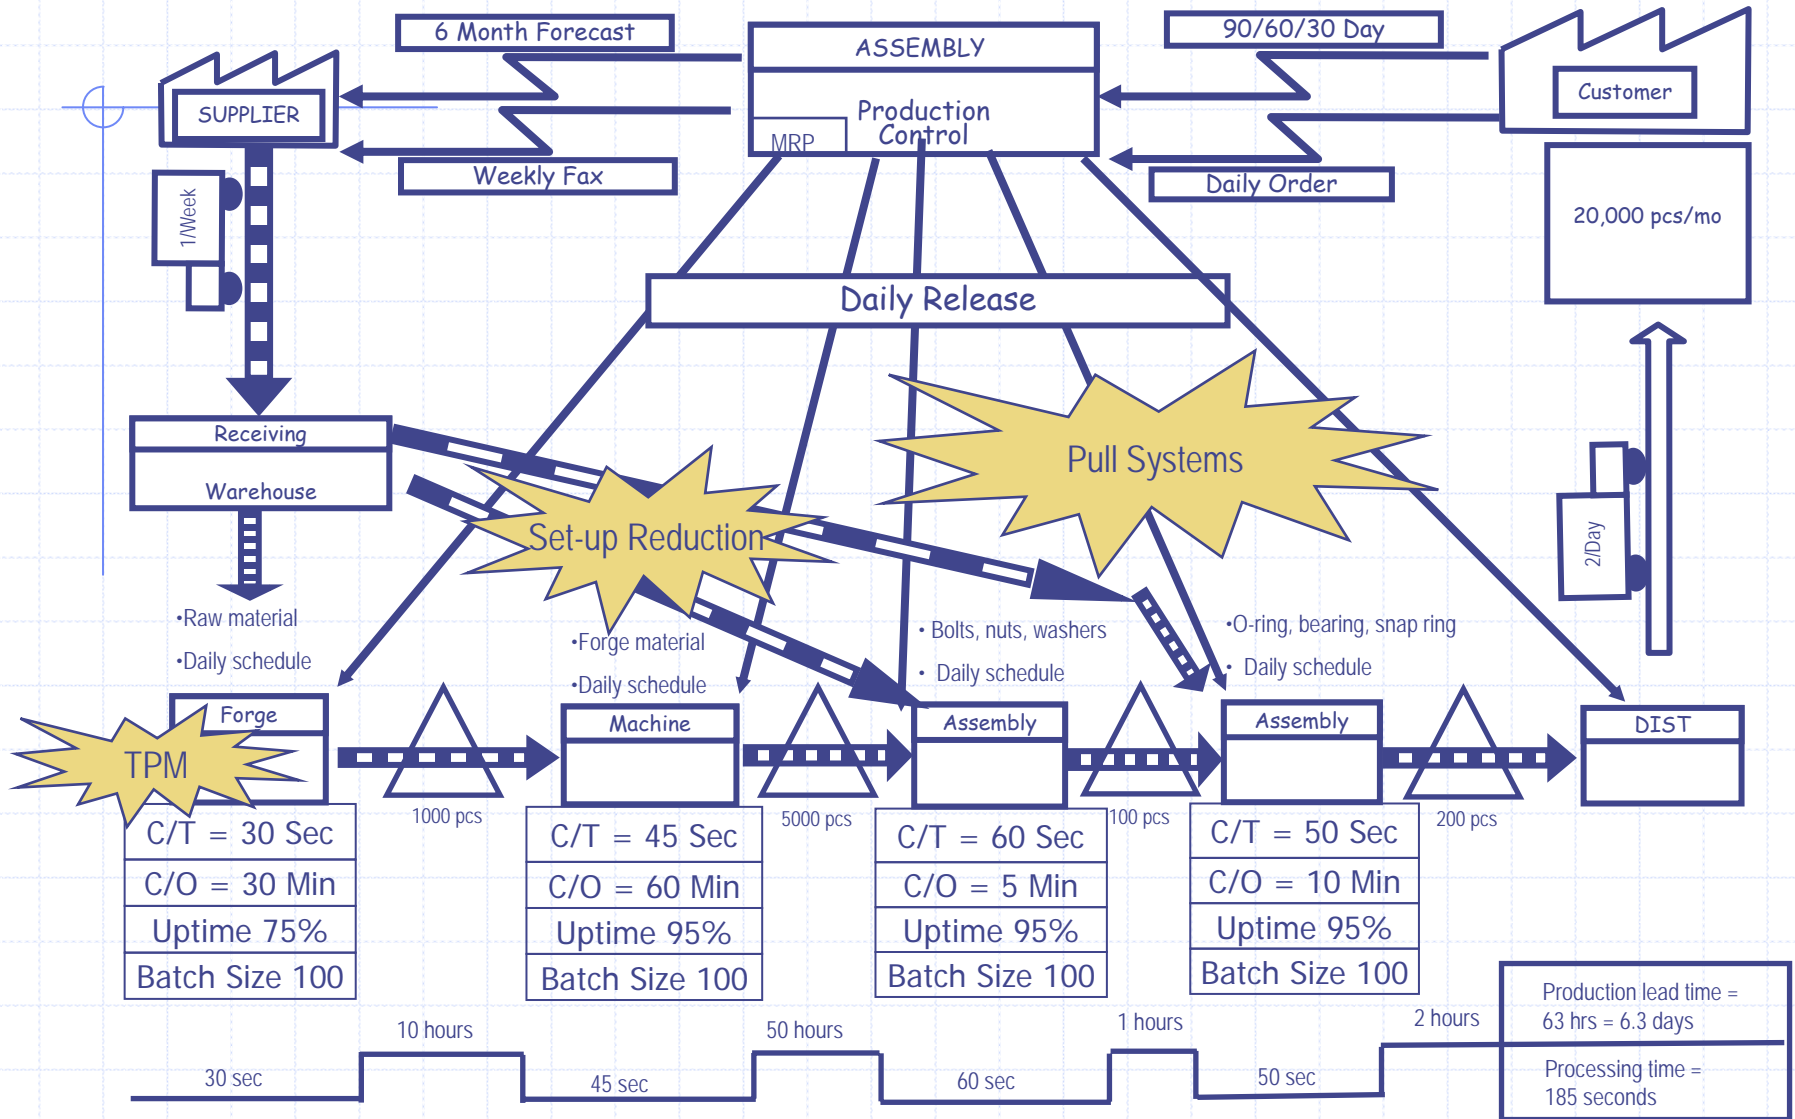 6 Month Forecast
ASSEMBLY
90/60/30 Day
SUPPLIER
Production
Control
MRP
Customer
Weekly Fax
Daily Order
1/Week
20,000 pcs/mo
Daily Release
Receiving
Warehouse
Pull Systems
Set-up Reduction
2/Day
•Raw material
•Daily schedule
•Forge material
•Daily schedule
• Bolts, nuts, washers
• Daily schedule
•O-ring, bearing, snap ring
• Daily schedule
Forge
TPM
Machine
Assembly
Assembly
DIST
1000 pcs
5000 pcs
100 pcs
200 pcs
C/T = 30 Sec
C/O = 30 Min
Uptime 75%
Batch Size 100
C/T = 45 Sec
C/O = 60 Min
Uptime 95%
Batch Size 100
C/T = 60 Sec
C/O = 5 Min
Uptime 95%
Batch Size 100
C/T = 50 Sec
C/O = 10 Min
Uptime 95%
Batch Size 100
10 hours
50 hours
1 hours
2 hours
30 sec
45 sec
60 sec
50 sec
Production lead time =
63 hrs = 6.3 days
Processing time =
185 seconds